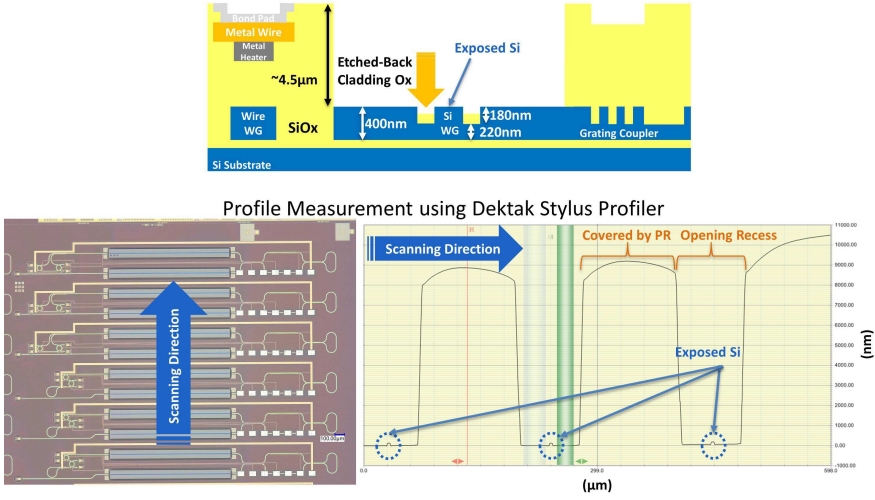 Bond Pad
Metal Wire
Metal
Heater
~4.5µm
Etched-Back
Cladding Ox
Exposed Si
Wire
WG
SiOx
400nm
Si
WG
180nm
220nm
Grating Coupler
Si Substrate
Profile Measurement using Dektak Stylus Profiler
Scanning Direction
100.00µm
Scanning Direction
Covered by PR
Opening Recess
R
Exposed Si
11000.00
10000.00
9000.00
8000.00
7000.00
6000.00
5000.00
4000.00
3000.00
2000.00
1000.00
0.00
-1000.00
(nm)
0.0
299.0
598.0
(µm)